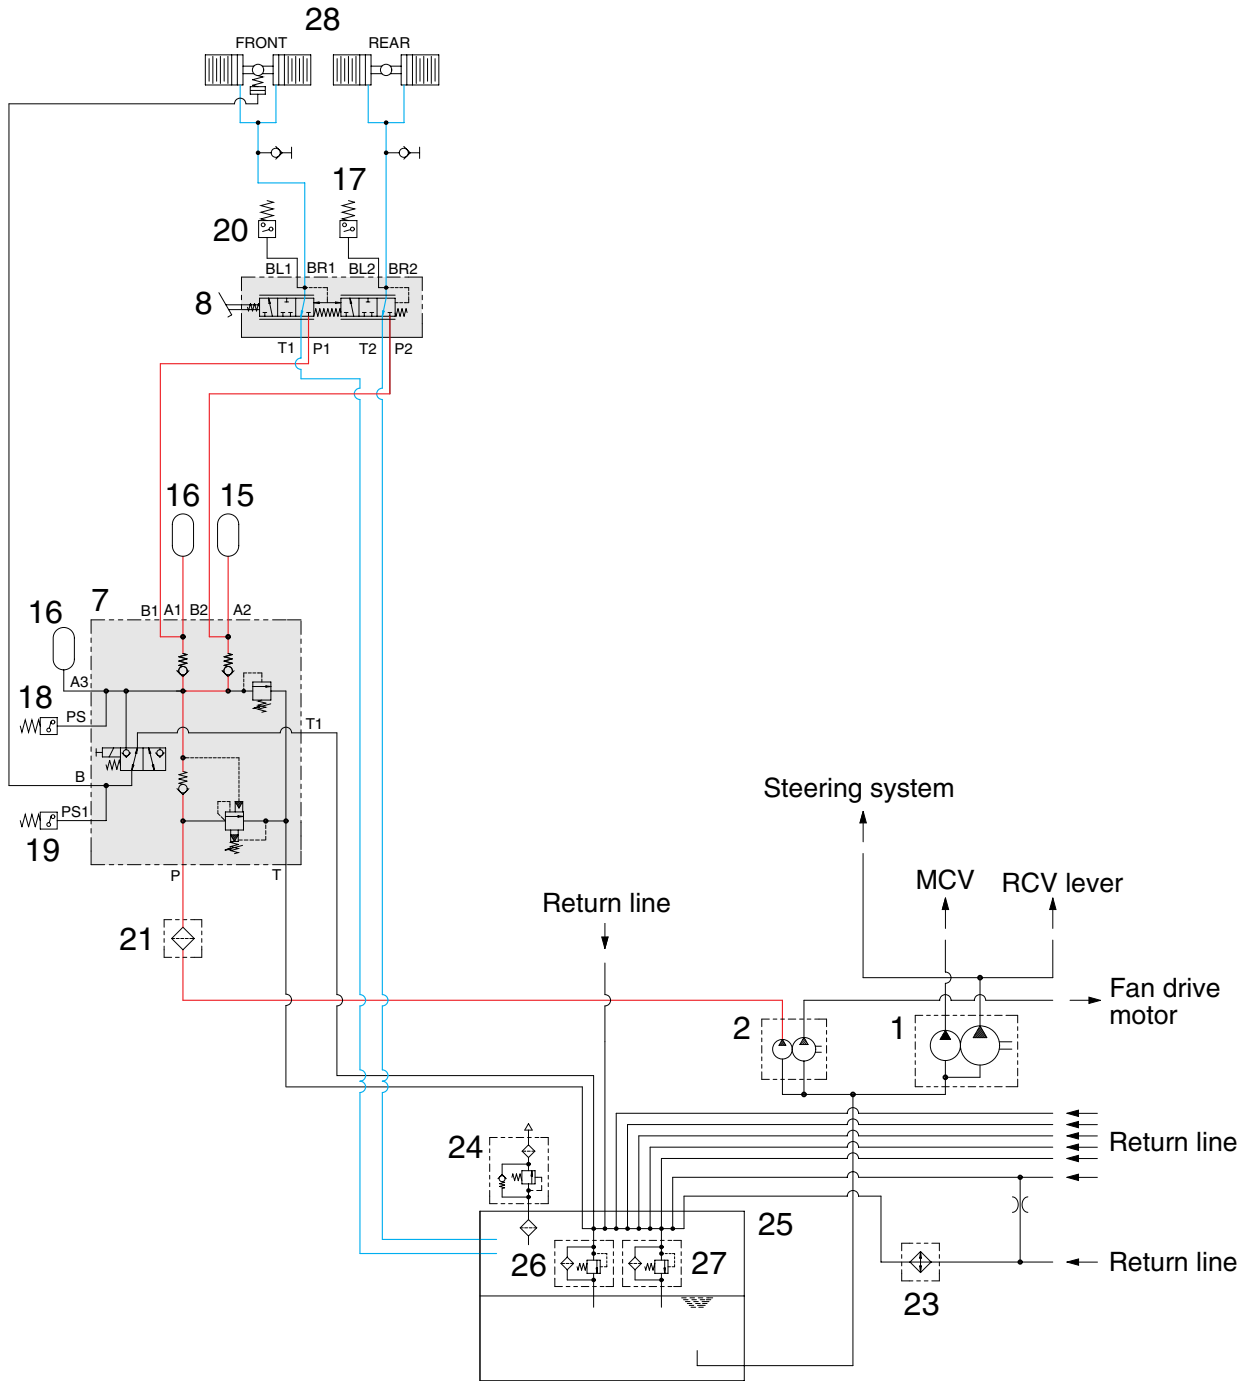 28
FRONT
REAR
17
20
BL1
BR1
BL2
BR2
8
T1
P1
T2
P2
16
15
16
7
B1
A1
B2
A2
A3
18
PS
T1
B
PS1
19
P
T
Steering system
MCV
RCV lever
Return line
21
Fan drive
motor
2
1
24
Return line
25
26
27
Return line
23